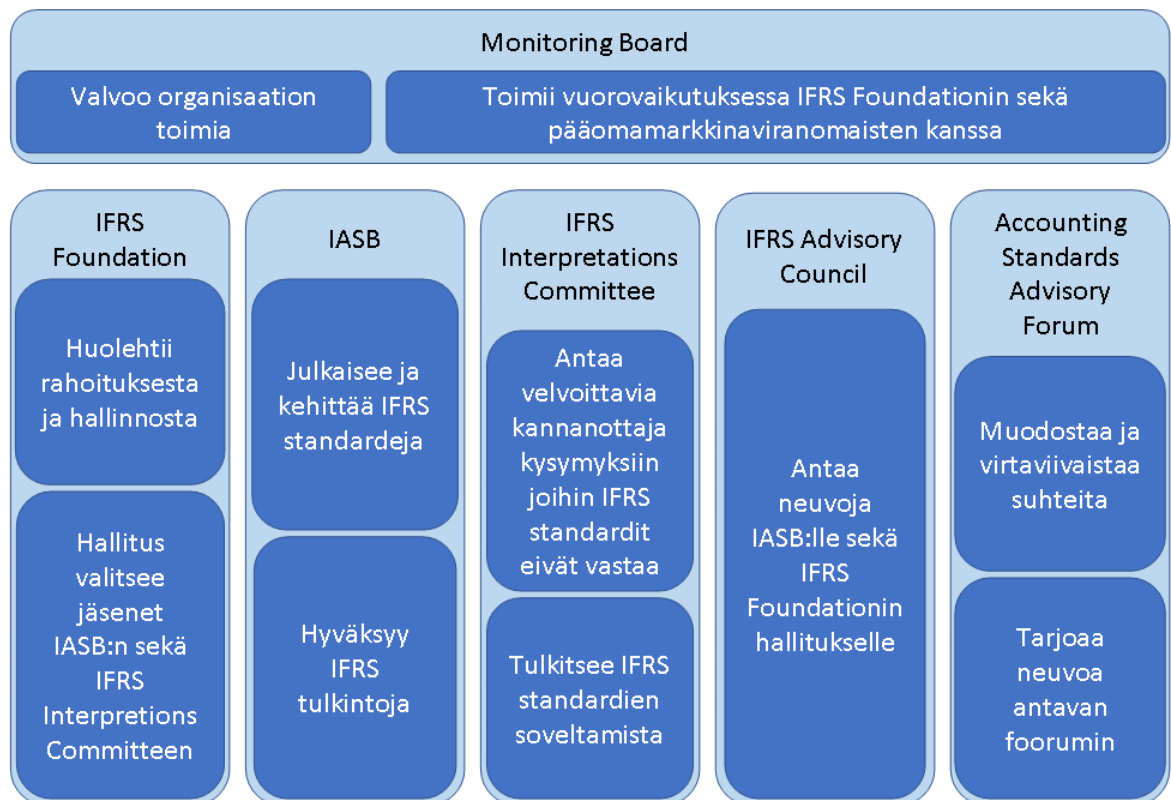 Monitoring Board
Valvoo organisaation
toimia
Toimii vuorovaikutuksessa IFRS Foundationin sekä
pääomamarkkinaviranomaisten kanssa
IFRS
Foundation
Huolehtii
rahoituksesta
ja hallinnosta
Hallitus
valitsee
jäsenet
IASB:n sekä
IFRS
Interpretions
Committeen
IASB
Julkaisee ja
kehittää IFRS
standardeja
Hyväksyy
IFRS
tulkintoja
IFRS
Interpretations
Committee
Antaa
velvoittavia
kannanottaja
kysymyksiin
joihin IFRS
standardit
eivät vastaa
Tulkitsee IFRS
standardien
soveltamista
IFRS Advisory
Council
Antaa
neuvoja
IASB:lle sekä
IFRS
Foundationin
hallitukselle
Accounting
Standards
Advisory
Forum
Muodostaa ja
virtaviivaistaa
suhteita
Tarjoaa
neuvoa
antavan
foorumin